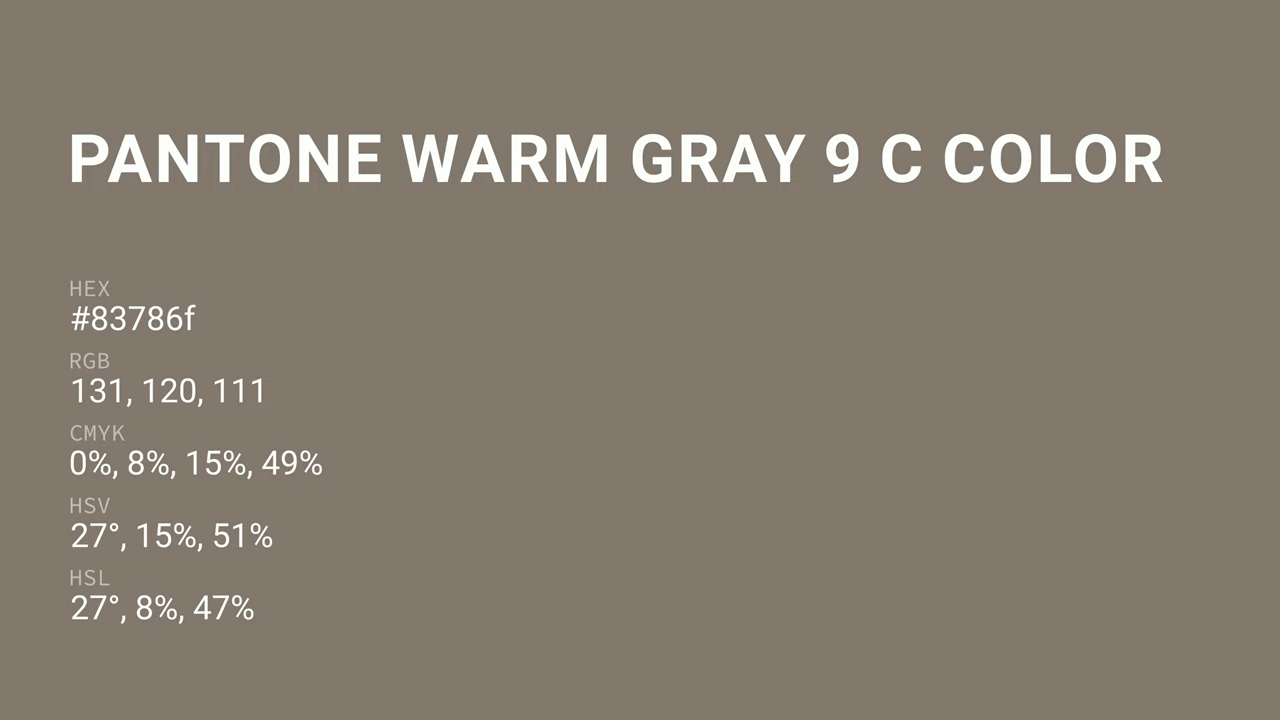 PANTONE WARM GRAY 9 C COLOR
HEX
#83786f
RGB
131, 120, 111
CMYK
0%, 8%, 15%, 49%
HSV
27°, 15%, 51%
HSL
27°, 8%, 47%